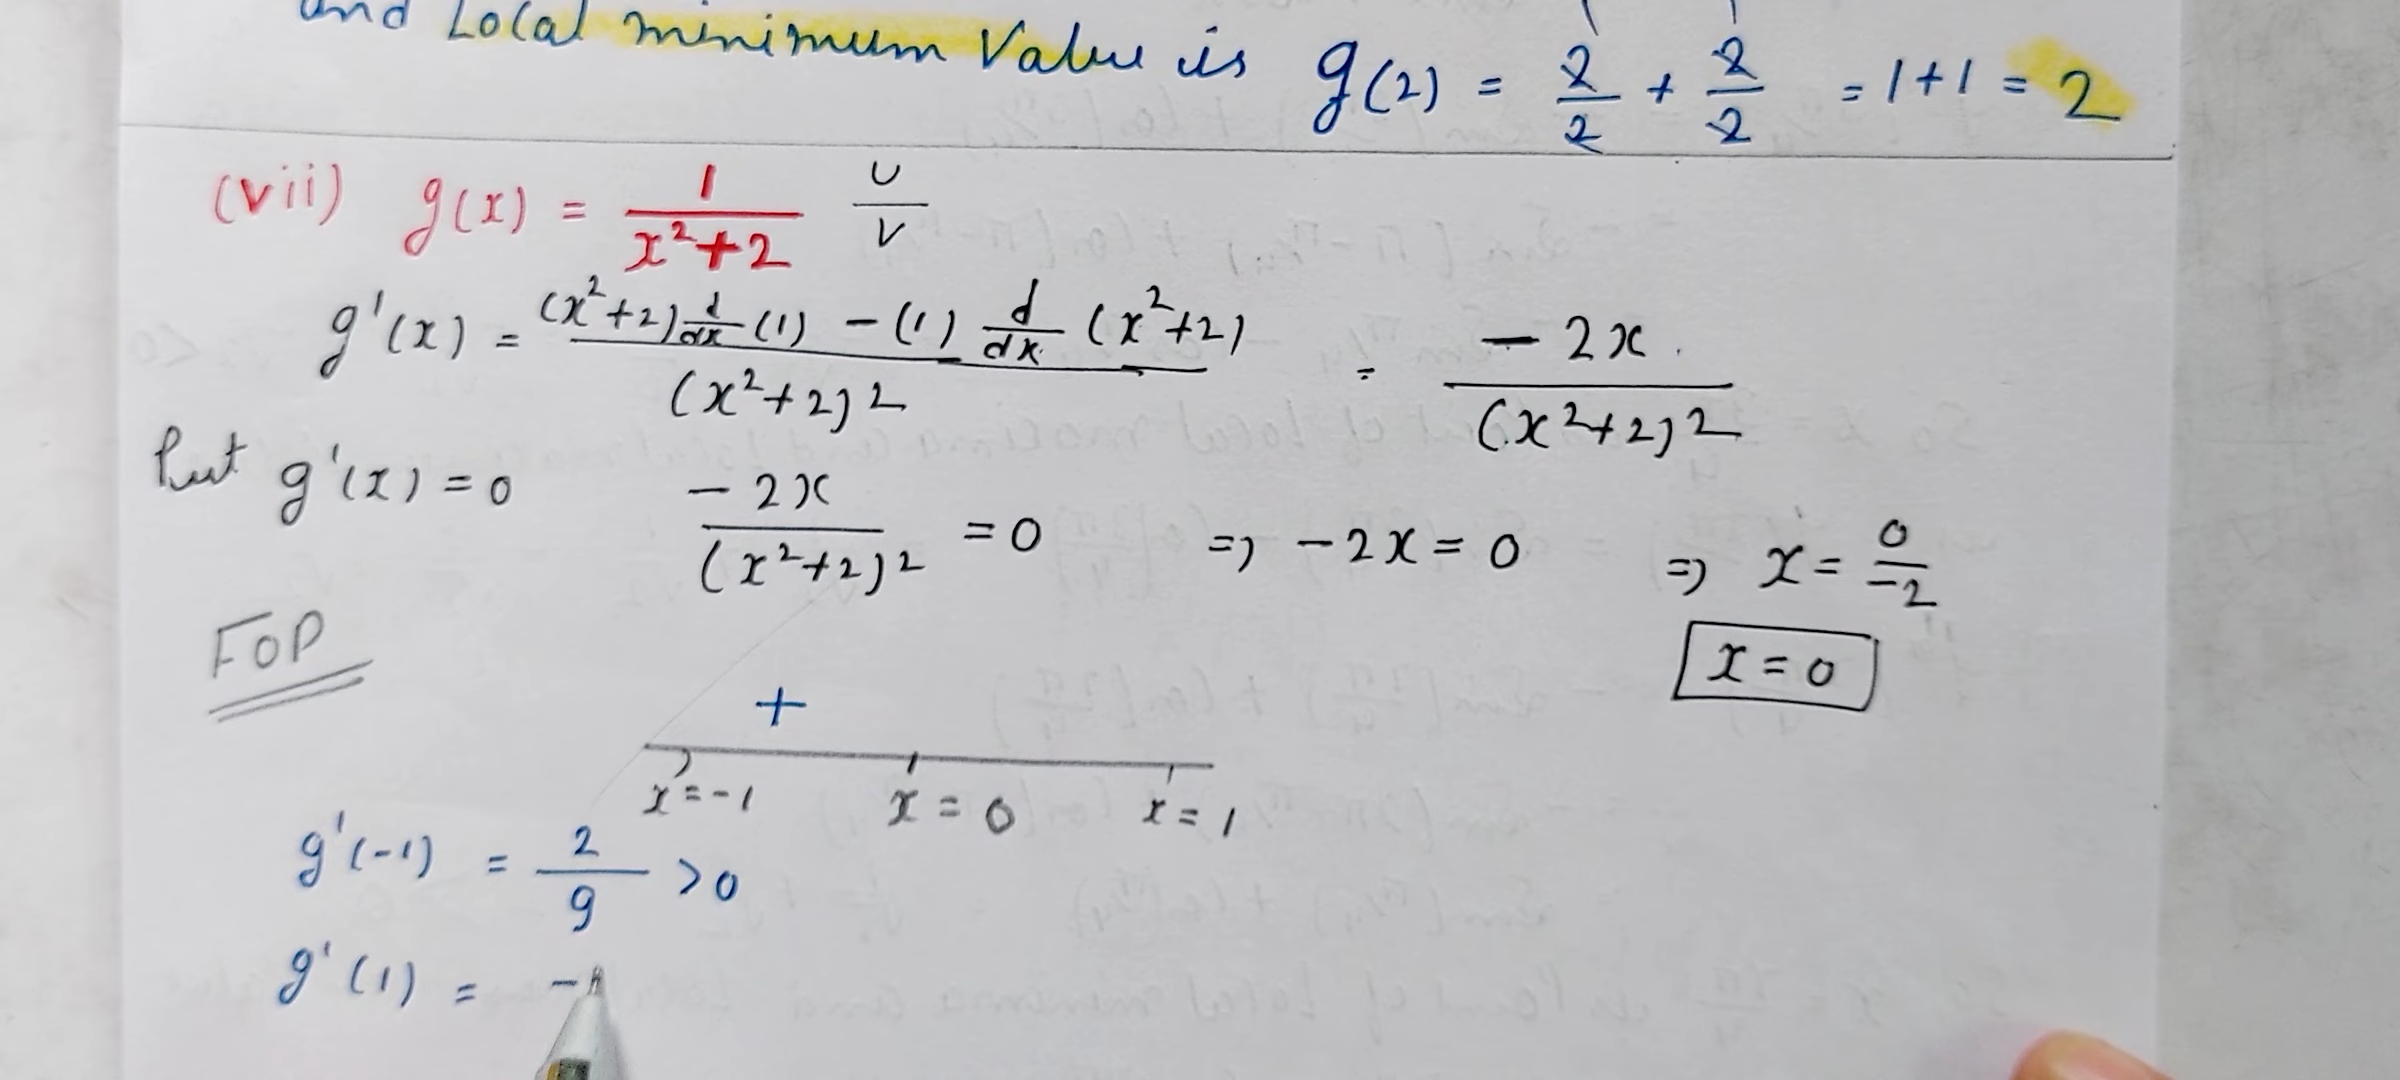 and Local minimum Value is g(2) = 2/2 + 2/2 = 1+1 = 2
(vii) g(x) = 1/(x²+2) U/V
g'(x) = ((x²+2) d/dx (1) - (1) d/dx (x²+2))/(x²+2)² = -2x/(x²+2)²
Put g'(x) = 0 -2x/(x²+2)² = 0 => -2x = 0 => x = 0/-2
x = 0
FOP
+
x = -1 x = 0 x = 1
g'(-1) = 2/9 > 0
g'(1) = -